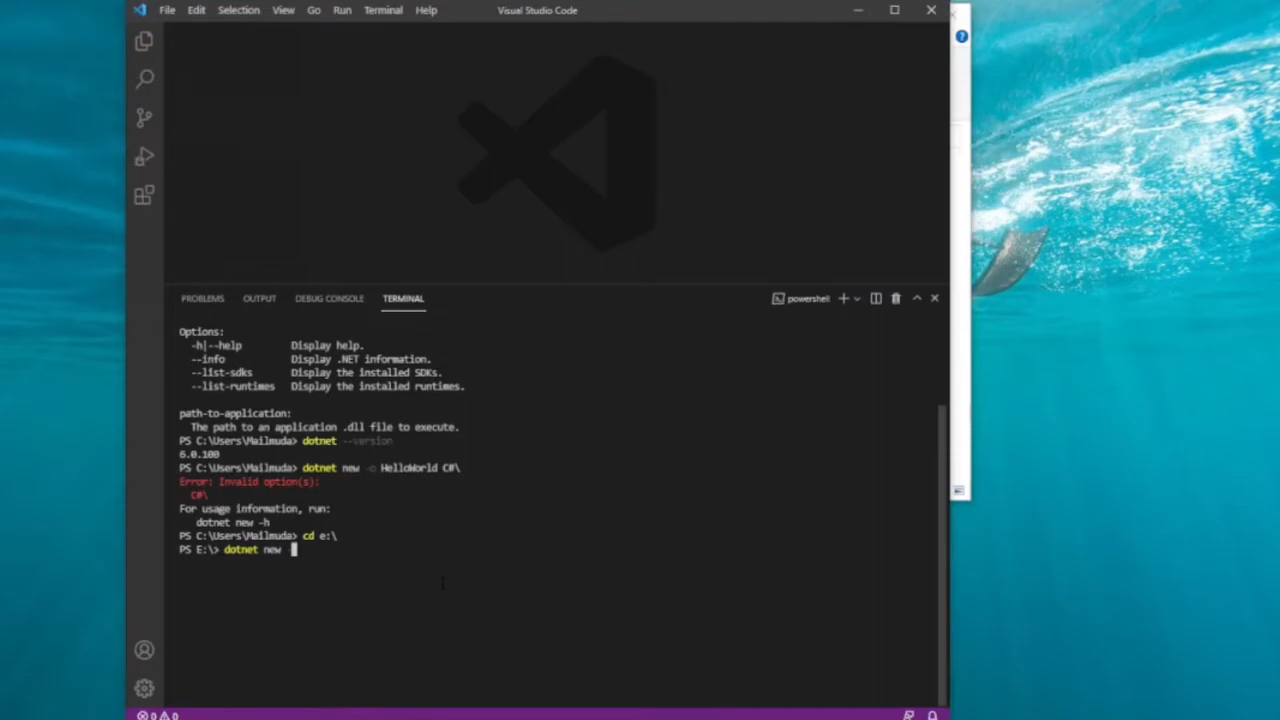 File Edit Selection View Go Run Terminal Help Visual Studio Code
PROBLEMS OUTPUT DEBUG CONSOLE TERMINAL powershell
Options:
-h|--help Display help.
--info Display .NET information.
--list-sdks Display the installed SDKs.
--list-runtimes Display the installed runtimes.
path-to-application:
The path to an application .dll file to execute.
PS C:\Users\Mailmuda> dotnet --version
6.0.100
PS C:\Users\Mailmuda> dotnet new -o HelloWorld C#\
Error: Invalid option(s):
C#\
For usage information, run:
dotnet new -h
PS C:\Users\Mailmuda> cd e:\
PS E:\> dotnet new -
0 0